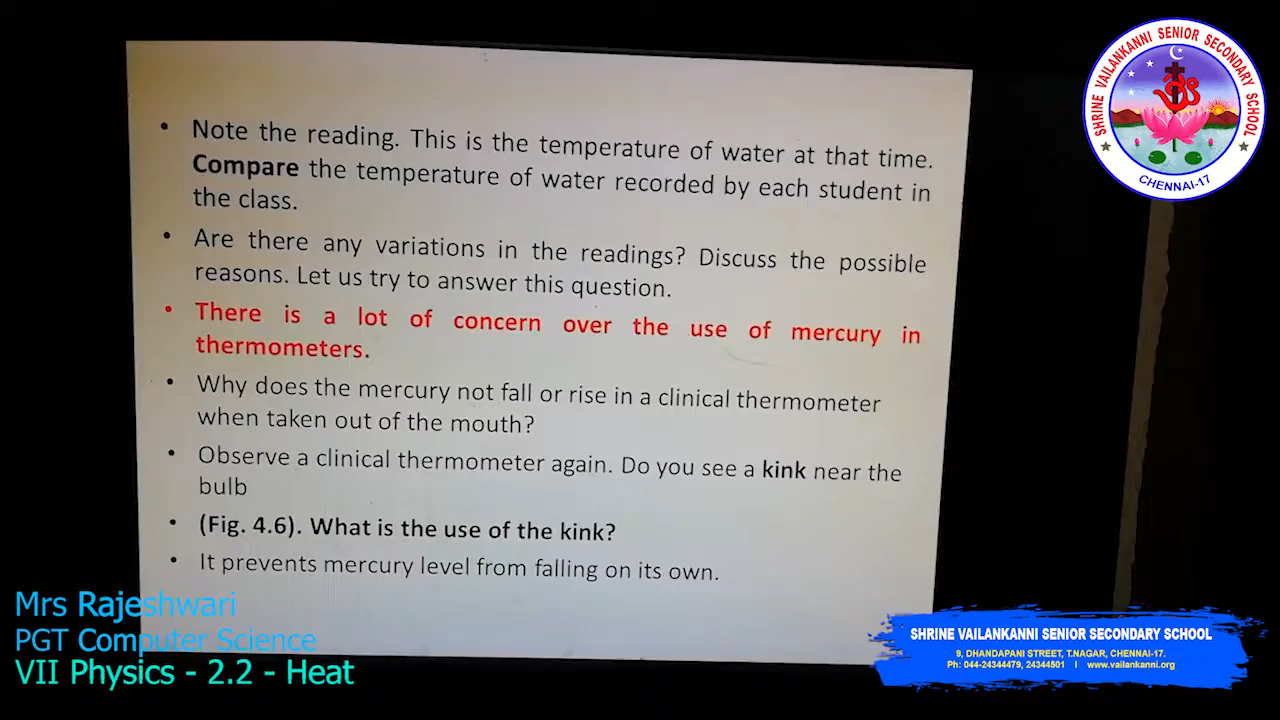 Note the reading. This is the temperature of water at that time.
Compare the temperature of water recorded by each student in
the class.
Are there any variations in the readings? Discuss the possible
reasons. Let us try to answer this question.
There is a lot of concern over the use of mercury in
thermometers.
Why does the mercury not fall or rise in a clinical thermometer
when taken out of the mouth?
Observe a clinical thermometer again. Do you see a kink near the
bulb
(Fig. 4.6). What is the use of the kink?
It prevents mercury level from falling on its own.
SHRINE VAILANKANNI SENIOR SECONDARY SCHOOL
CHENNAI-17
Mrs Rajeshwari
PGT Computer Science
VII Physics - 2.2 - Heat
SHRINE VAILANKANNI SENIOR SECONDARY SCHOOL
9, DHANDAPANI STREET, T.NAGAR, CHENNAI-17.
Ph: 044-24344479, 24344501 I www.vailankanni.org